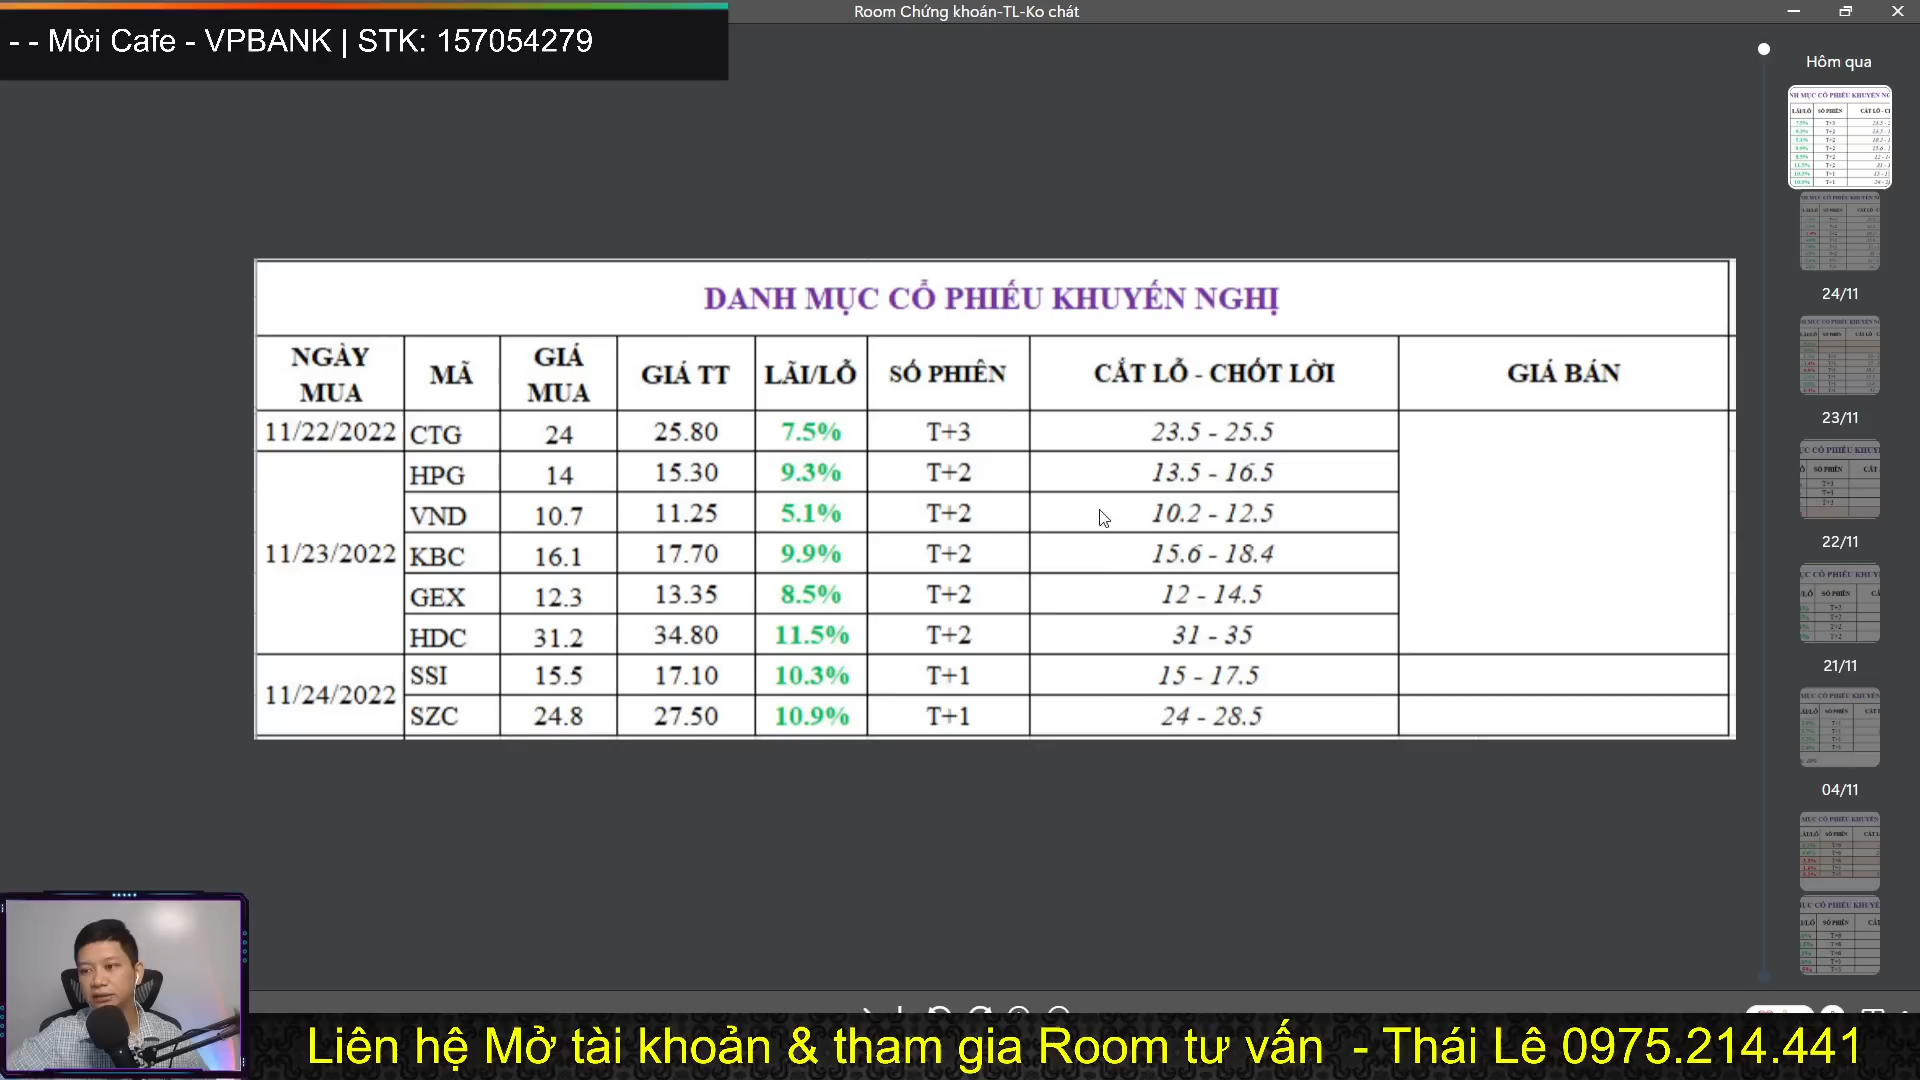 Room Chứng khoán-TL-Ko chát
- - Mời Cafe - VPBANK | STK: 157054279
Hôm qua
24/11
23/11
22/11
21/11
04/11
DANH MỤC CỔ PHIẾU KHUYẾN NGHỊ
NGÀY MUA MÃ GIÁ MUA GIÁ TT LÃI/LỖ SỐ PHIÊN CẮT LỖ - CHỐT LỜI GIÁ BÁN
11/22/2022 CTG 24 25.80 7.5% T+3 23.5 - 25.5
11/23/2022 HPG 14 15.30 9.3% T+2 13.5 - 16.5
VND 10.7 11.25 5.1% T+2 10.2 - 12.5
KBC 16.1 17.70 9.9% T+2 15.6 - 18.4
GEX 12.3 13.35 8.5% T+2 12 - 14.5
HDC 31.2 34.80 11.5% T+2 31 - 35
11/24/2022 SSI 15.5 17.10 10.3% T+1 15 - 17.5
SZC 24.8 27.50 10.9% T+1 24 - 28.5
Liên hệ Mở tài khoản & tham gia Room tư vấn - Thái Lê 0975.214.441